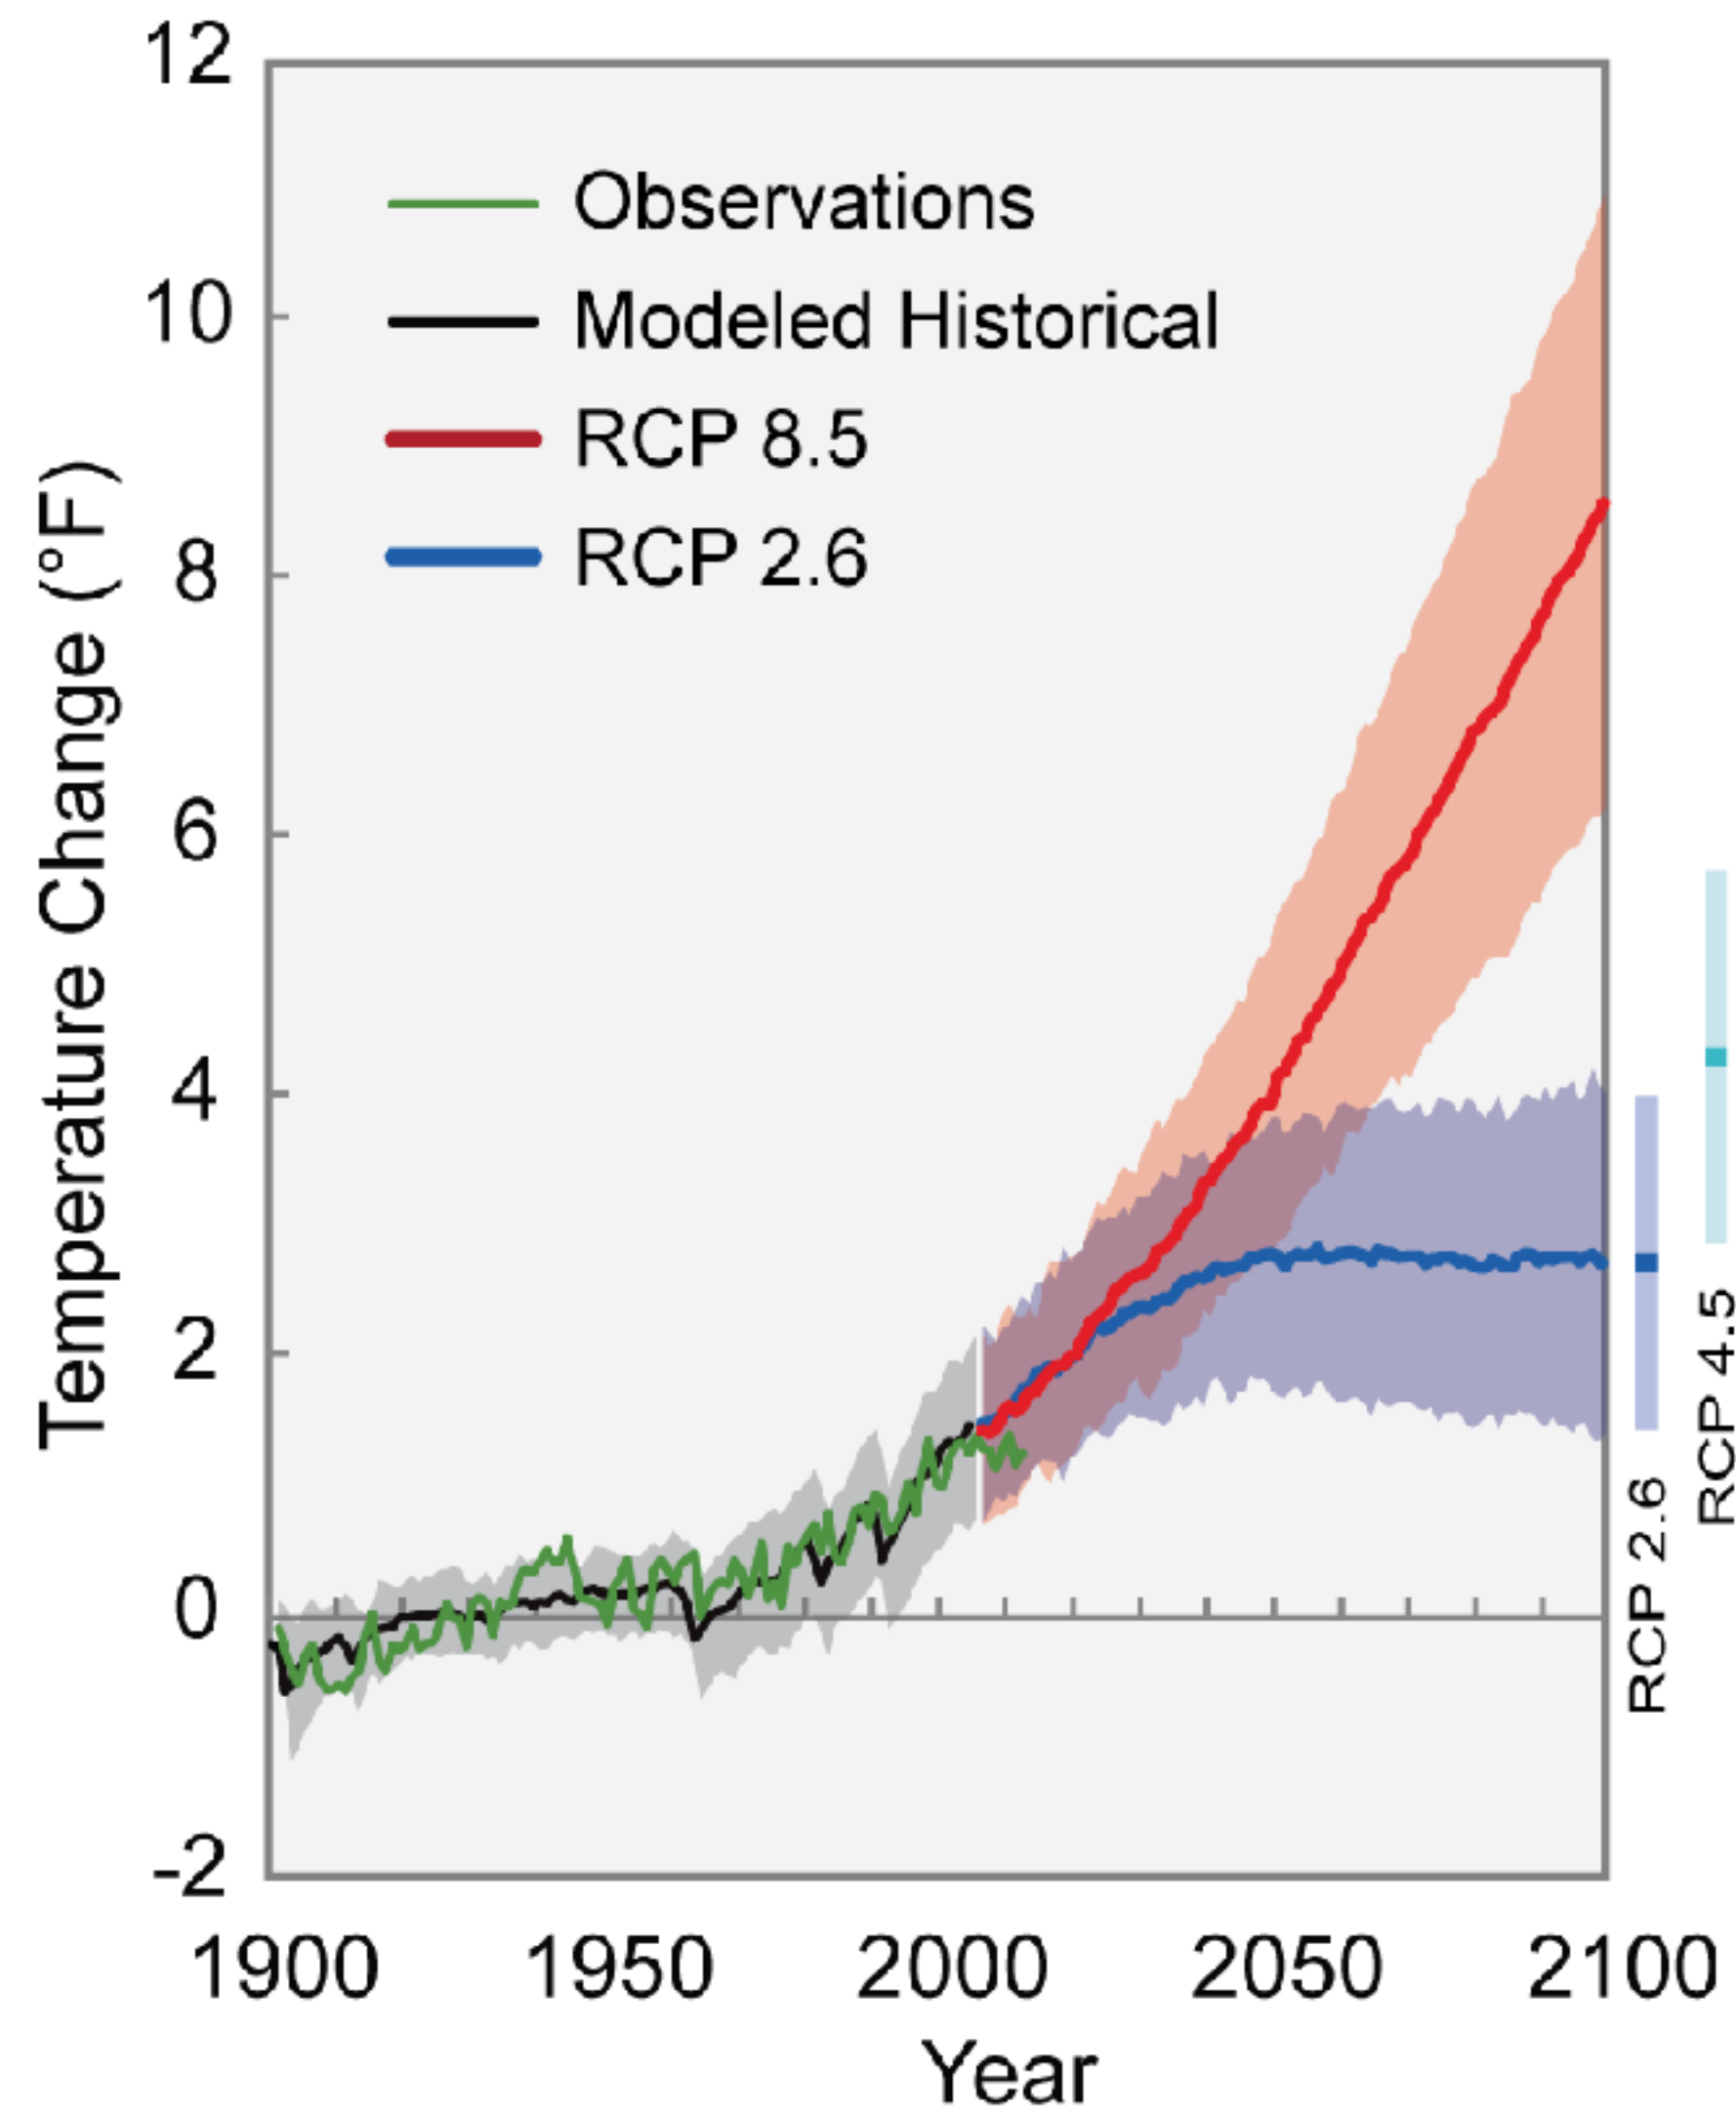 12
10
8
6
4
2
0
-2
Temperature Change (°F)
Observations
Modeled Historical
RCP 8.5
RCP 2.6
RCP 2.6
RCP 4.5
1900 1950 2000 2050 2100
Year